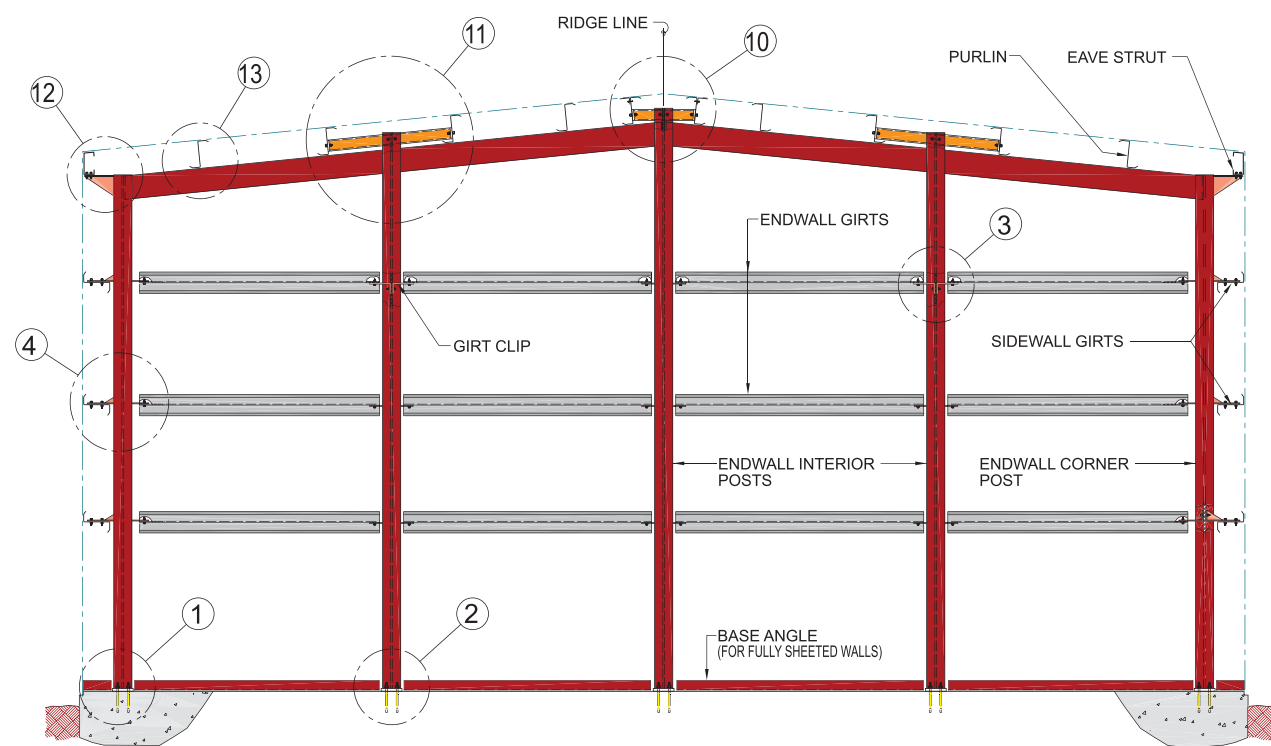 RIDGE LINE
11
10
PURLIN
EAVE STRUT
13
12
ENDWALL GIRTS
3
4
GIRT CLIP
SIDEWALL GIRTS
ENDWALL INTERIOR
POSTS
ENDWALL CORNER
POST
1
2
BASE ANGLE
(FOR FULLY SHEETED WALLS)